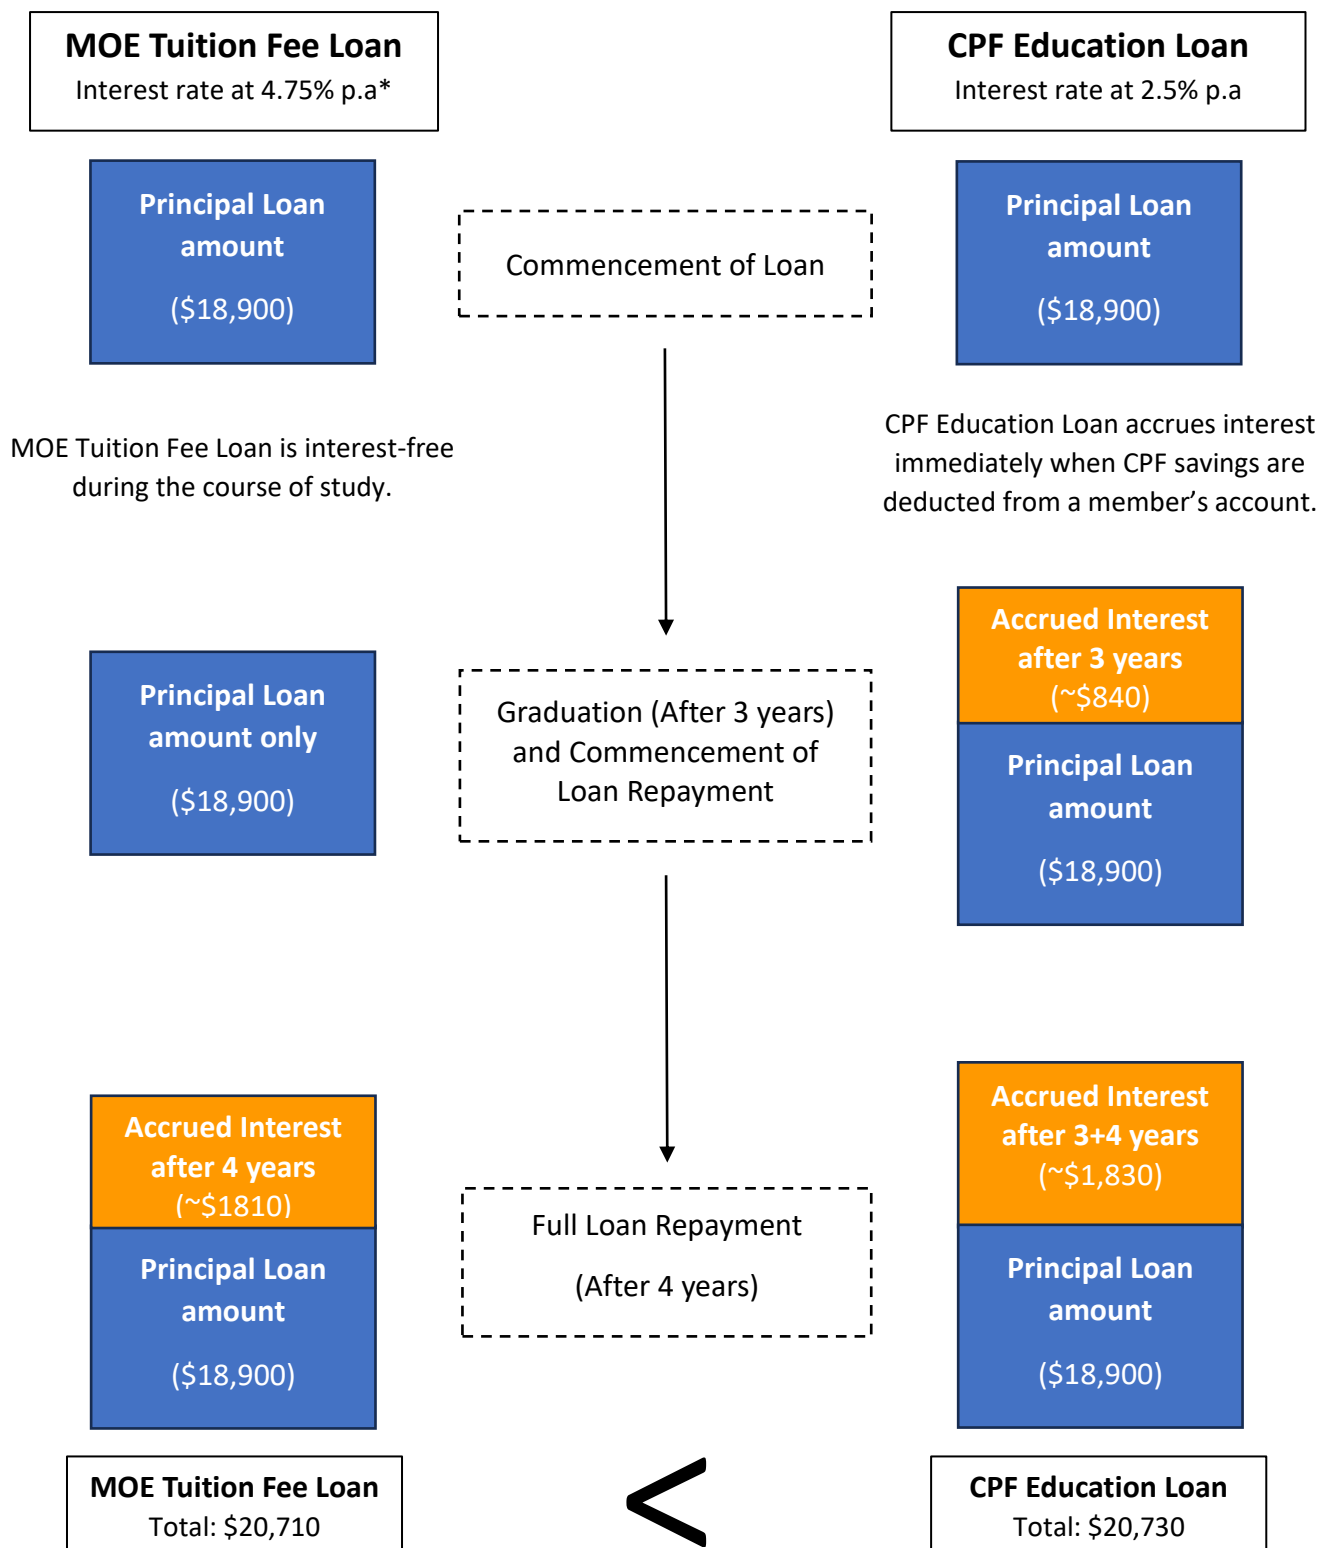 MOE Tuition Fee Loan
Interest rate at 4.75% p.a*
CPF Education Loan
Interest rate at 2.5% p.a
Principal Loan
amount
($18,900)
Commencement of Loan
Principal Loan
amount
($18,900)
MOE Tuition Fee Loan is interest-free
during the course of study.
CPF Education Loan accrues interest
immediately when CPF savings are
deducted from a member’s account.
Principal Loan
amount only
($18,900)
Graduation (After 3 years)
and Commencement of
Loan Repayment
Accrued Interest
after 3 years
(~$840)
Principal Loan
amount
($18,900)
Accrued Interest
after 4 years
(~$1810)
Principal Loan
amount
($18,900)
Full Loan Repayment
(After 4 years)
Accrued Interest
after 3+4 years
(~$1,830)
Principal Loan
amount
($18,900)
MOE Tuition Fee Loan
Total: $20,710
<
CPF Education Loan
Total: $20,730